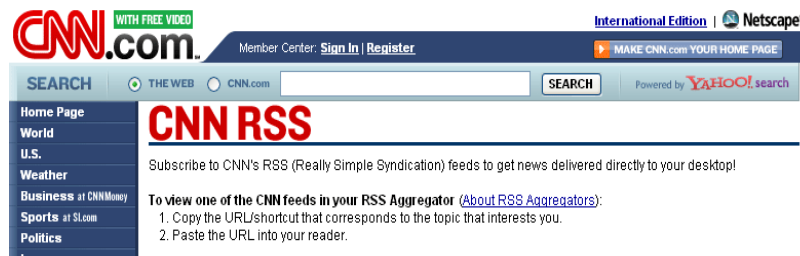 CNN.com. WITH FREE VIDEO
International Edition | Netscape
Member Center: Sign In | Register
MAKE CNN.com YOUR HOME PAGE
SEARCH THE WEB CNN.com SEARCH Powered by YAHOO! search
Home Page
World
U.S.
Weather
Business at CNNMoney
Sports at SI.com
Politics
CNN RSS
Subscribe to CNN's RSS (Really Simple Syndication) feeds to get news delivered directly to your desktop!
To view one of the CNN feeds in your RSS Aggregator (About RSS Aggregators):
1. Copy the URL/shortcut that corresponds to the topic that interests you.
2. Paste the URL into your reader.